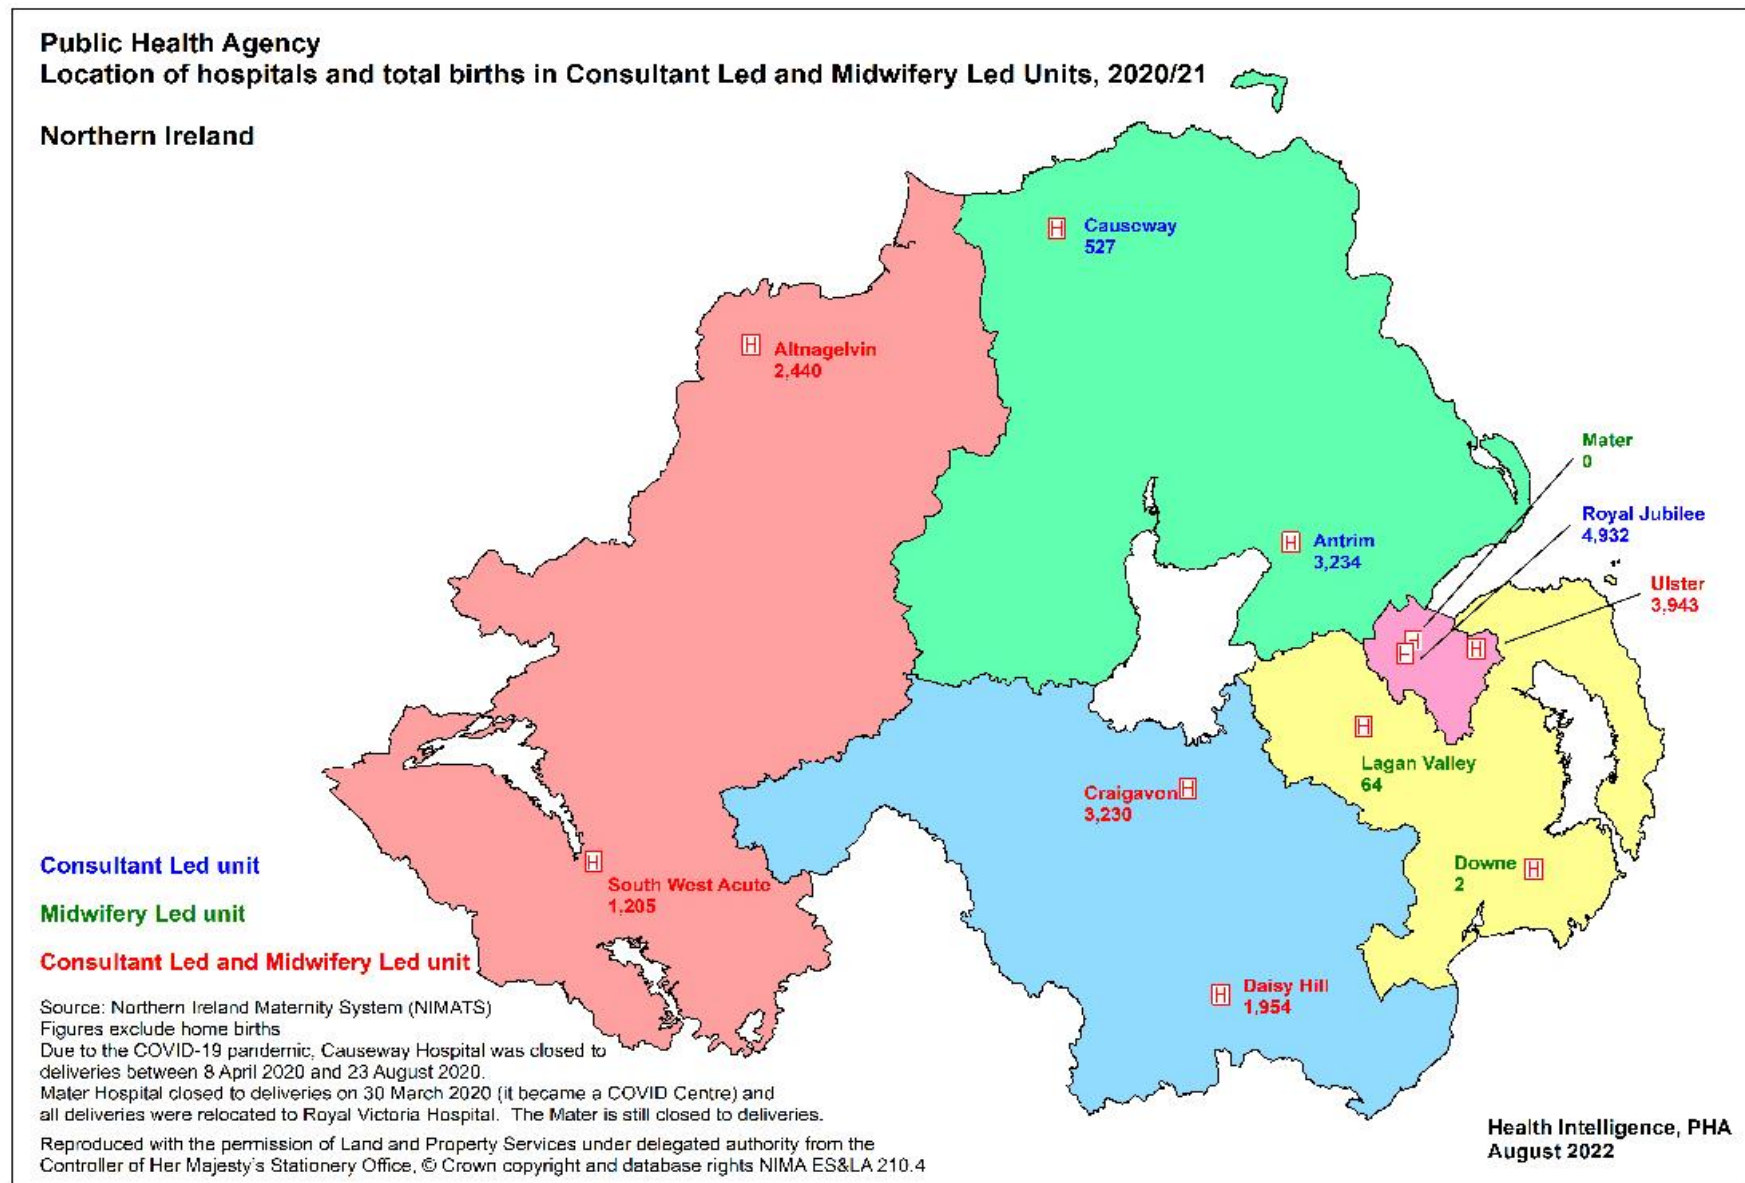 Public Health Agency
Location of hospitals and total births in Consultant Led and Midwifery Led Units, 2020/21
Northern Ireland
Causeway
527
Altnagelvin
2,440
Mater
0
Royal Jubilee
4,932
Antrim
3,234
Ulster
3,943
Lagan Valley
64
Craigavon
3,230
Downe
2
South West Acute
1,205
Daisy Hill
1,954
Consultant Led unit
Midwifery Led unit
Consultant Led and Midwifery Led unit
Source: Northern Ireland Maternity System (NIMATS)
Figures exclude home births
Due to the COVID-19 pandemic, Causeway Hospital was closed to
deliveries between 8 April 2020 and 23 August 2020.
Mater Hospital closed to deliveries on 30 March 2020 (it became a COVID Centre) and
all deliveries were relocated to Royal Victoria Hospital. The Mater is still closed to deliveries.
Reproduced with the permission of Land and Property Services under delegated authority from the
Controller of Her Majesty's Stationery Office, © Crown copyright and database rights NIMA ES&LA 210.4
Health Intelligence, PHA
August 2022
H
H
H
H
H
H
H
H
H
H